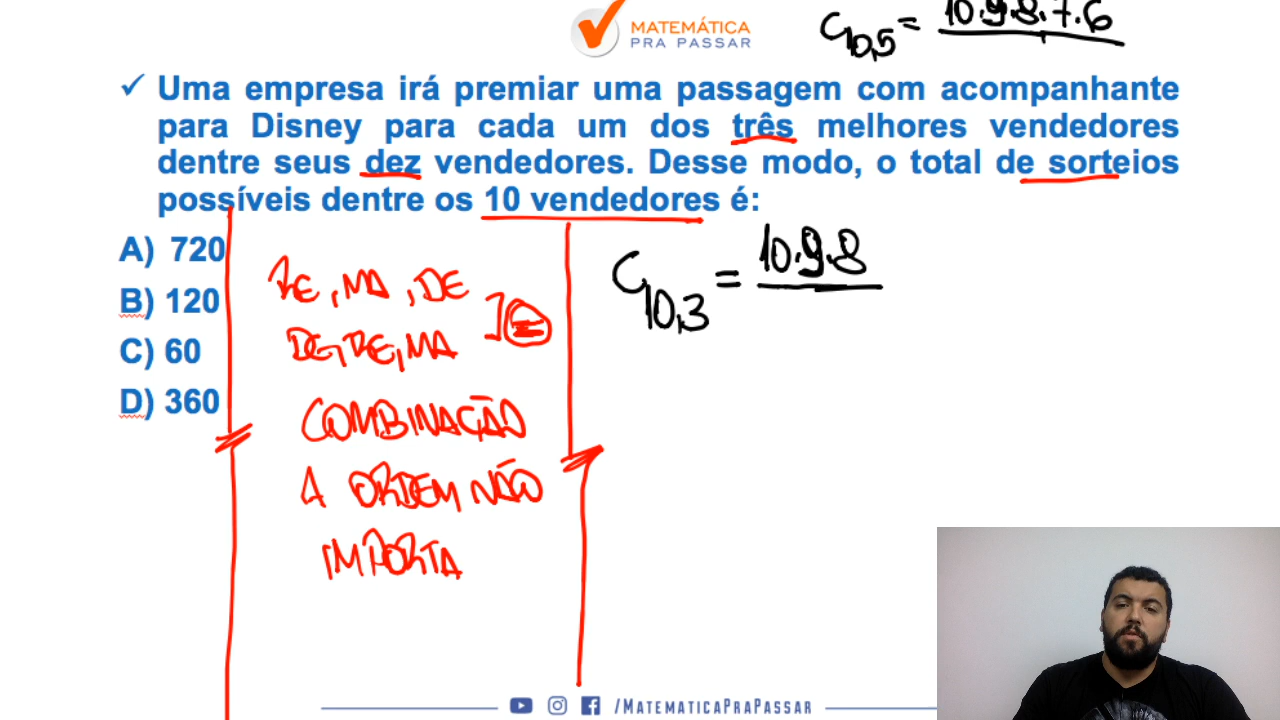 MATEMÁTICA
PRA PASSAR
C10,5 = 10.9.8.7.6
✓ Uma empresa irá premiar uma passagem com acompanhante
para Disney para cada um dos três melhores vendedores
dentre seus dez vendedores. Desse modo, o total de sorteios
possíveis dentre os 10 vendedores é:
A) 720
B) 120
C) 60
D) 360
RE, MA, DE
DE, RE, MA
=
COMBINAÇÃO
A ORDEM NÃO
IMPORTA
C10,3 = 10.9.8
/MATEMATICAPRAPASSAR